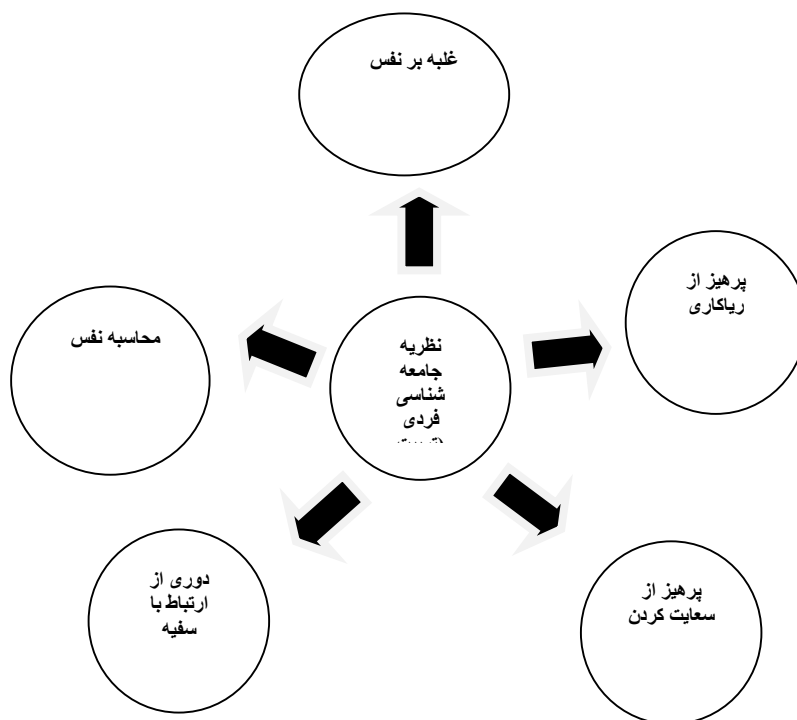 غلبه بر نفس
پرهیز از
ریاکاری
محاسبه نفس
نظریه
جامعه
شناسی
فردی
دوری از
ارتباط با
سفیه
پرهیز از
سعایت کردن